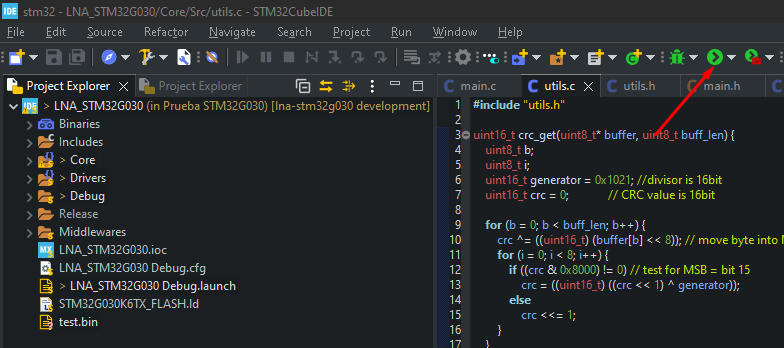 stm32 - LNA_STM32G030/Core/Src/utils.c - STM32CubeIDE
File Edit Source Refactor Navigate Search Project Run Window Help
Project Explorer
Project Explorer
main.c
utils.c
utils.h
main.h
IDE > LNA_STM32G030 (in Prueba STM32G030) [lna-stm32g030 development]
Binaries
Includes
> Core
> Drivers
> Debug
Release
Middlewares
MX LNA_STM32G030.ioc
LNA_STM32G030 Debug.cfg
> LNA_STM32G030 Debug.launch
STM32G030K6TX_FLASH.ld
test.bin
1 #include "utils.h"
2
3 uint16_t crc_get(uint8_t* buffer, uint8_t buff_len) {
4 uint8_t b;
5 uint8_t i;
6 uint16_t generator = 0x1021; //divisor is 16bit
7 uint16_t crc = 0; // CRC value is 16bit
8
9 for (b = 0; b < buff_len; b++) {
10 crc ^= ((uint16_t) (buffer[b] << 8)); // move byte into
11 for (i = 0; i < 8; i++) {
12 if ((crc & 0x8000) != 0) // test for MSB = bit 15
13 crc = ((uint16_t) ((crc << 1) ^ generator));
14 else
15 crc <<= 1;
16 }
17 }